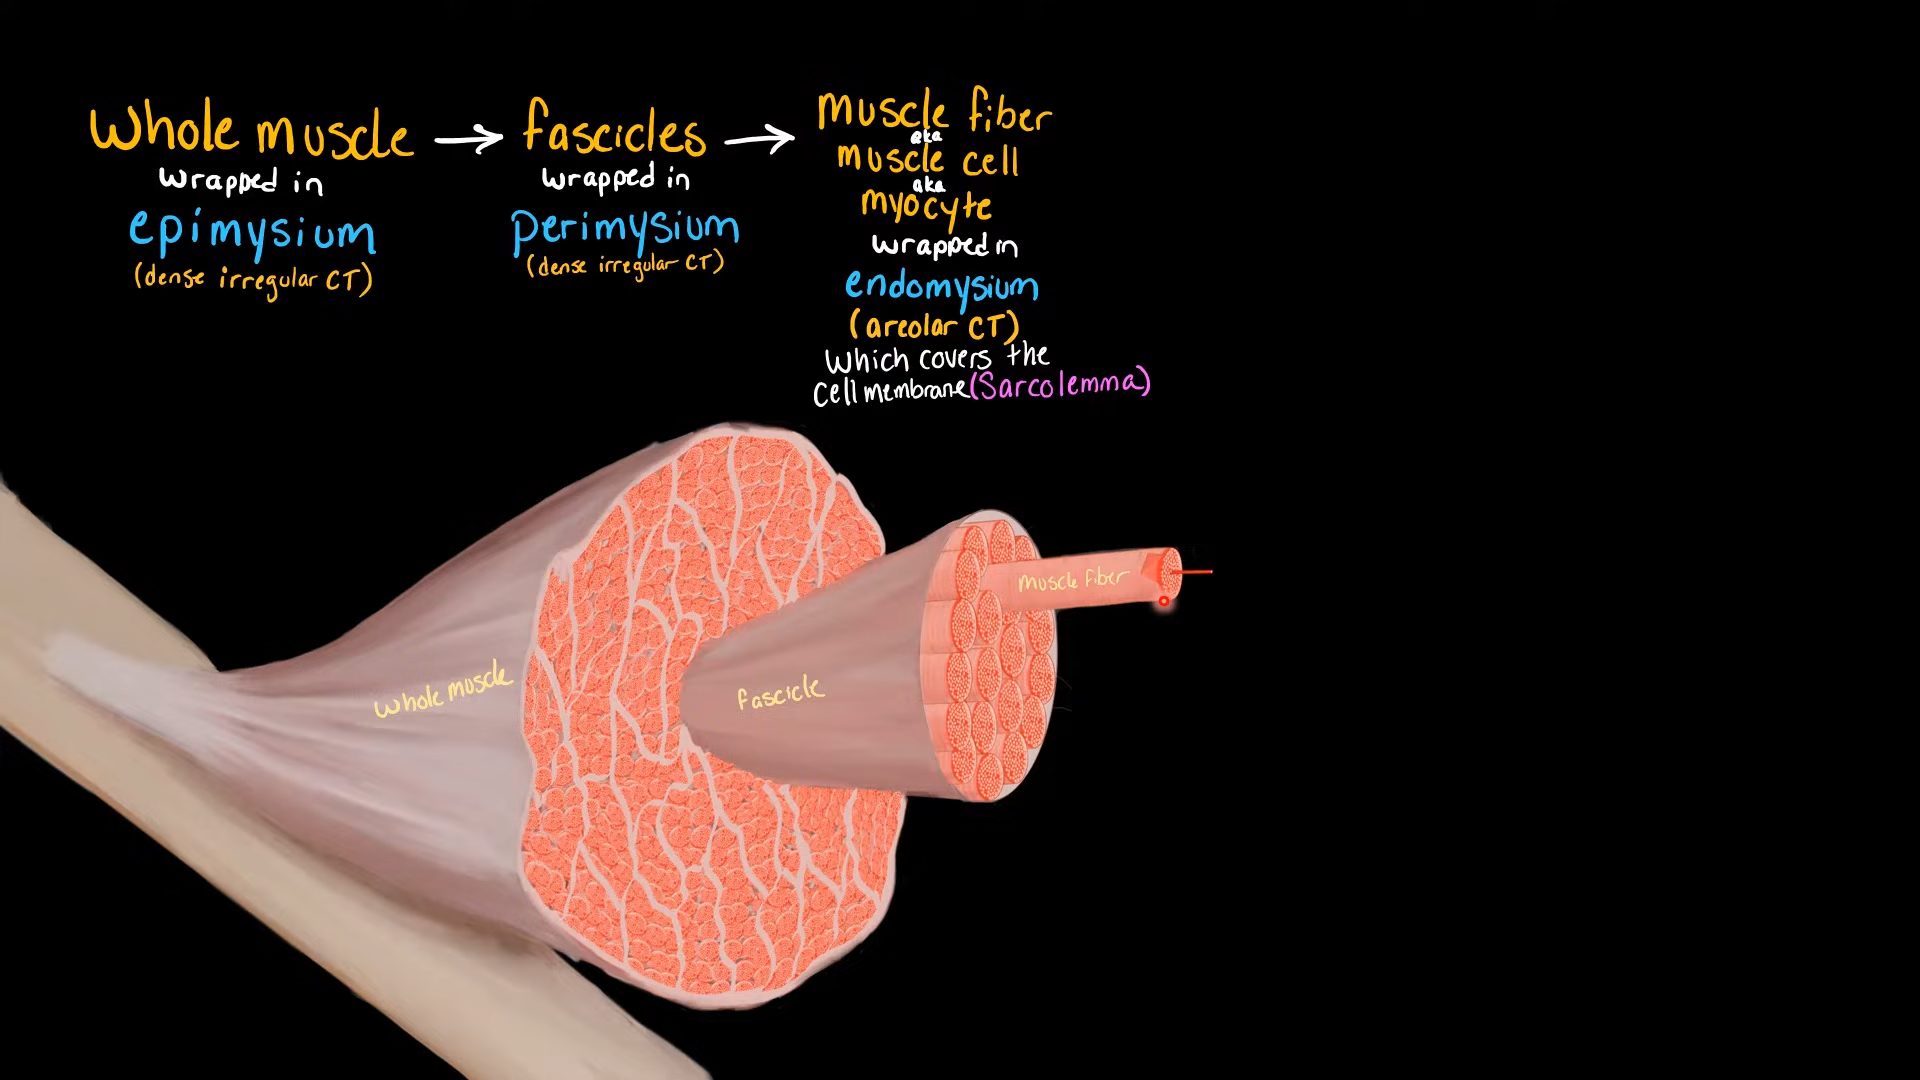 Whole muscle → fascicles →
wrapped in
epimysium
(dense irregular CT)
wrapped in
perimysium
(dense irregular CT)
muscle fiber
aka
muscle cell
aka
myocyte
wrapped in
endomysium
(areolar CT)
which covers the
cell membrane (Sarcolemma)
muscle fiber
fascicle
whole muscle